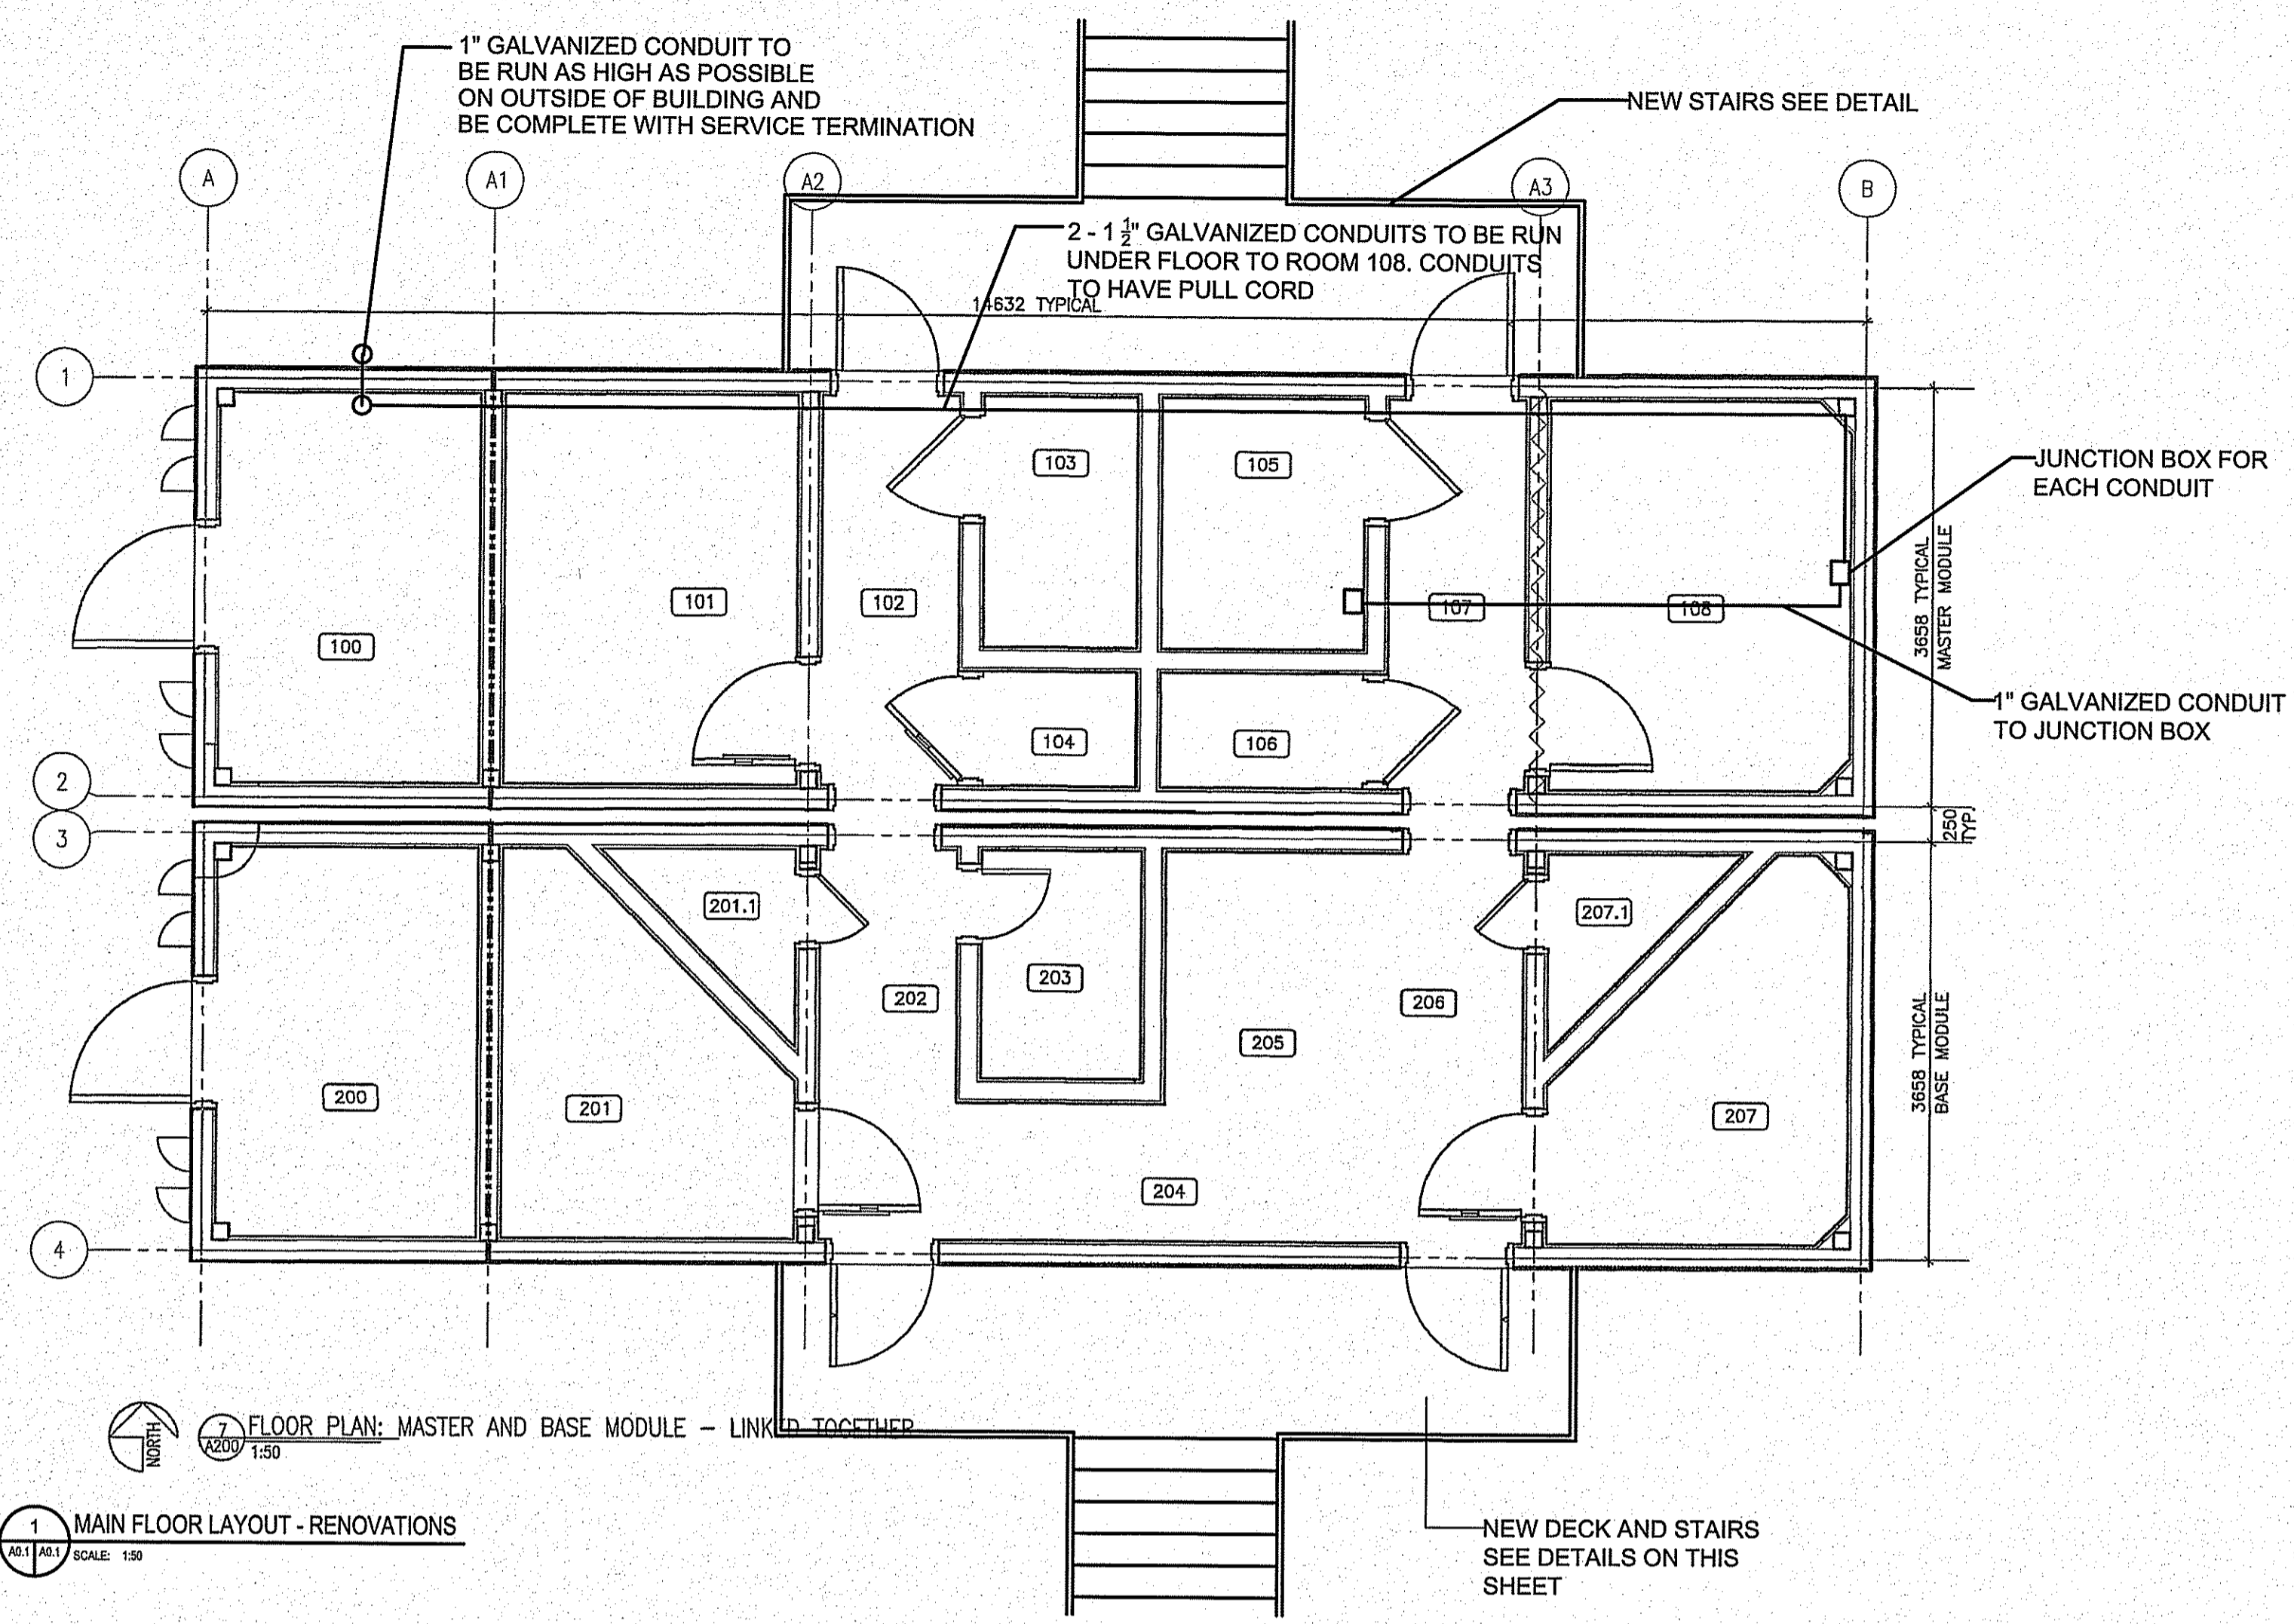 1" GALVANIZED CONDUIT TO
BE RUN AS HIGH AS POSSIBLE
ON OUTSIDE OF BUILDING AND
BE COMPLETE WITH SERVICE TERMINATION
NEW STAIRS SEE DETAIL
A
A1
A2
A3
B
2 - 1 ½" GALVANIZED CONDUITS TO BE RUN
UNDER FLOOR TO ROOM 108. CONDUITS
TO HAVE PULL CORD
14632 TYPICAL
1
103
105
JUNCTION BOX FOR
EACH CONDUIT
101
102
107
108
3658 TYPICAL
MASTER MODULE
100
1" GALVANIZED CONDUIT
TO JUNCTION BOX
104
106
2
3
250
TYP.
201.1
207.1
203
202
206
205
200
201
207
3658 TYPICAL
BASE MODULE
204
4
NORTH
7
A200
FLOOR PLAN: MASTER AND BASE MODULE – LINKED TOGETHER
1:50
1
A0.1 A0.1
MAIN FLOOR LAYOUT - RENOVATIONS
SCALE: 1:50
NEW DECK AND STAIRS
SEE DETAILS ON THIS
SHEET